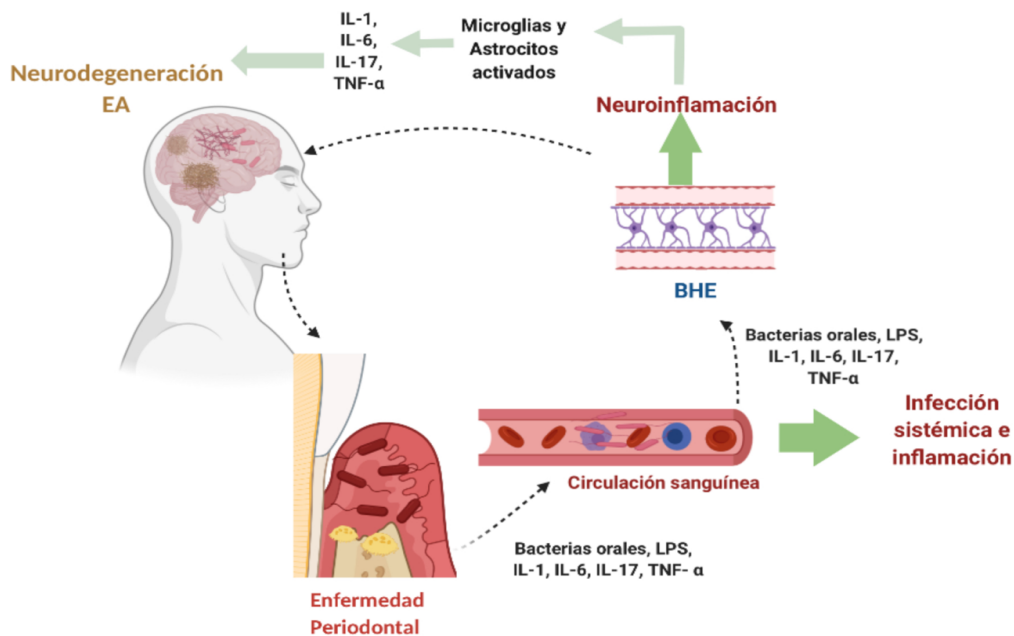 IL-1,
IL-6,
IL-17,
TNF-α
Microglias y
Astrocitos
activados
Neurodegeneración
EA
Neuroinflamación
BHE
Bacterias orales, LPS,
IL-1, IL-6, IL-17,
TNF-α
Infección
sistémica e
inflamación
Circulación sanguínea
Bacterias orales, LPS,
IL-1, IL-6, IL-17, TNF- α
Enfermedad
Periodontal